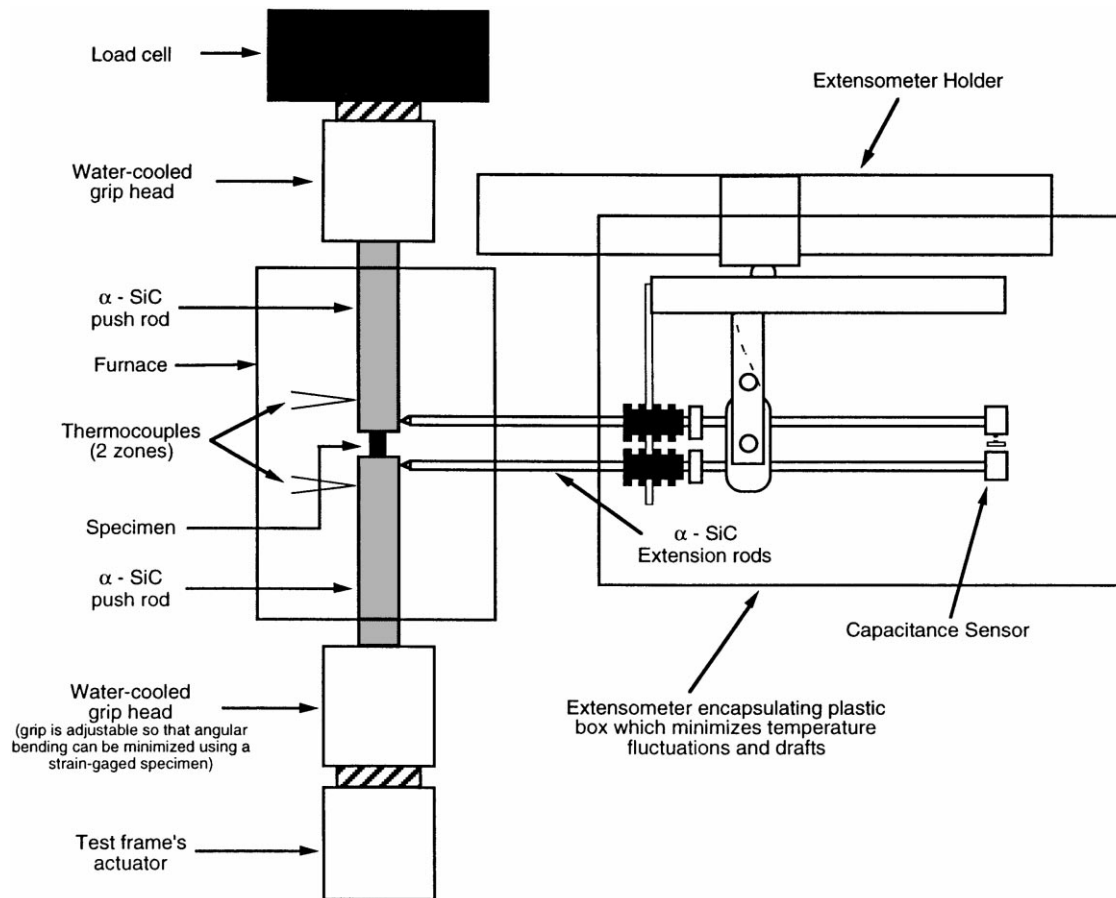 Load cell
Extensometer Holder
Water-cooled
grip head
α - SiC
push rod
Furnace
Thermocouples
(2 zones)
Specimen
α - SiC
Extension rods
α - SiC
push rod
Capacitance Sensor
Water-cooled
grip head
(grip is adjustable so that angular
bending can be minimized using a
strain-gaged specimen)
Extensometer encapsulating plastic
box which minimizes temperature
fluctuations and drafts
Test frame's
actuator